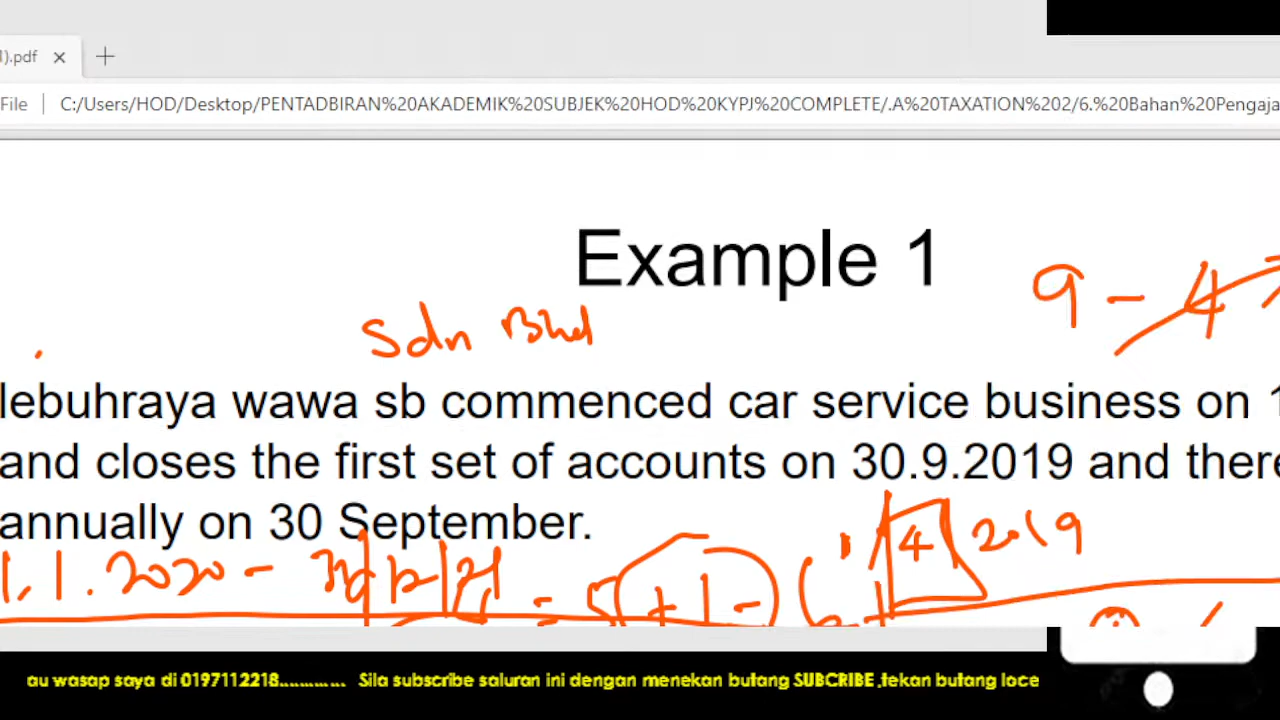 1).pdf
File C:/Users/HOD/Desktop/PENTADBIRAN%20AKADEMIK%20SUBJEK%20HOD%20KYPJ%20COMPLETE/.A%20TAXATION%202/6.%20Bahan%20Pengaja
Example 1
9 - 4
Sdn Bhd
lebuhraya wawa sb commenced car service business on 1
and closes the first set of accounts on 30.9.2019 and there
annually on 30 September.
1 4 2019
1.1.2020 -
au wasap saya di 0197112218............. Sila subscribe saluran ini dengan menekan butang SUBCRIBE ,tekan butang loce